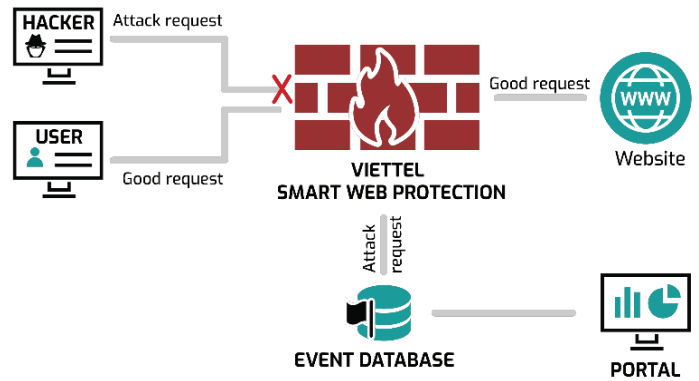 HACKER
Attack request
USER
Good request
VIETTEL
SMART WEB PROTECTION
Good request
WWW
Website
Attack
request
EVENT DATABASE
PORTAL